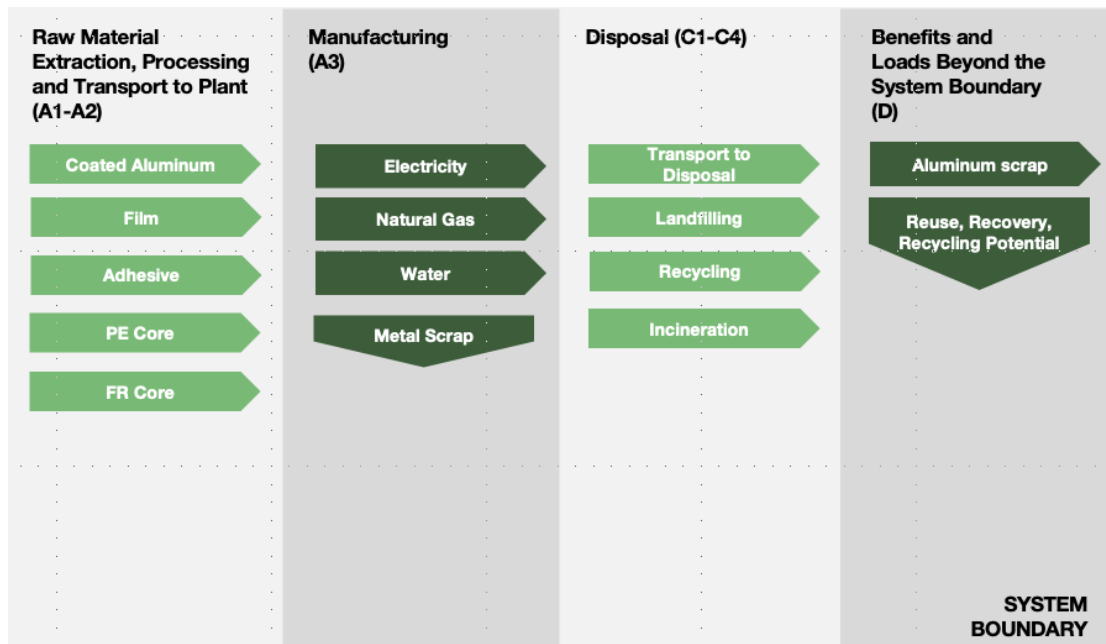 Raw Material
Extraction, Processing
and Transport to Plant
(A1-A2)
Coated Aluminum
Film
Adhesive
PE Core
FR Core
Manufacturing
(A3)
Electricity
Natural Gas
Water
Metal Scrap
Disposal (C1-C4)
Transport to
Disposal
Landfilling
Recycling
Incineration
Benefits and
Loads Beyond the
System Boundary
(D)
Aluminum scrap
Reuse, Recovery,
Recycling Potential
SYSTEM
BOUNDARY